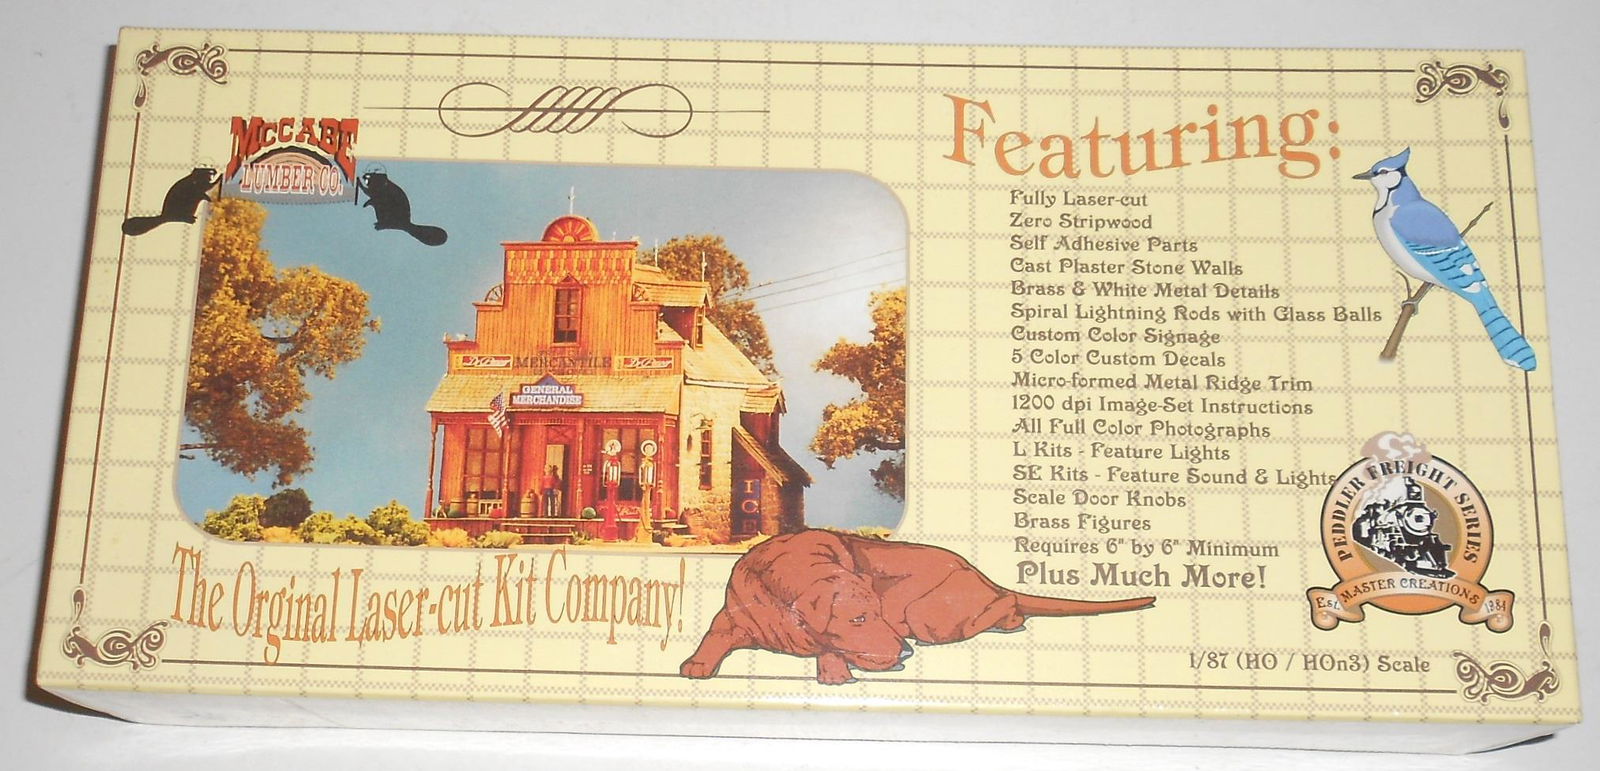 McCABE
LUMBER CO.
MERCANTILE
GENERAL
MERCHANDISE
ICE
The Orginal Laser-cut Kit Company!
Featuring:
Fully Laser-cut
Zero Stripwood
Self Adhesive Parts
Cast Plaster Stone Walls
Brass & White Metal Details
Spiral Lightning Rods with Glass Balls
Custom Color Signage
5 Color Custom Decals
Micro-formed Metal Ridge Trim
1200 dpi Image-Set Instructions
All Full Color Photographs
L Kits - Feature Lights
SE Kits - Feature Sound & Lights
Scale Door Knobs
Brass Figures
Requires 6" by 6" Minimum
Plus Much More!
PEDDLER FREIGHT SERIES
Est. MASTER CREATIONS 1984
1/87 (HO / HOn3) Scale